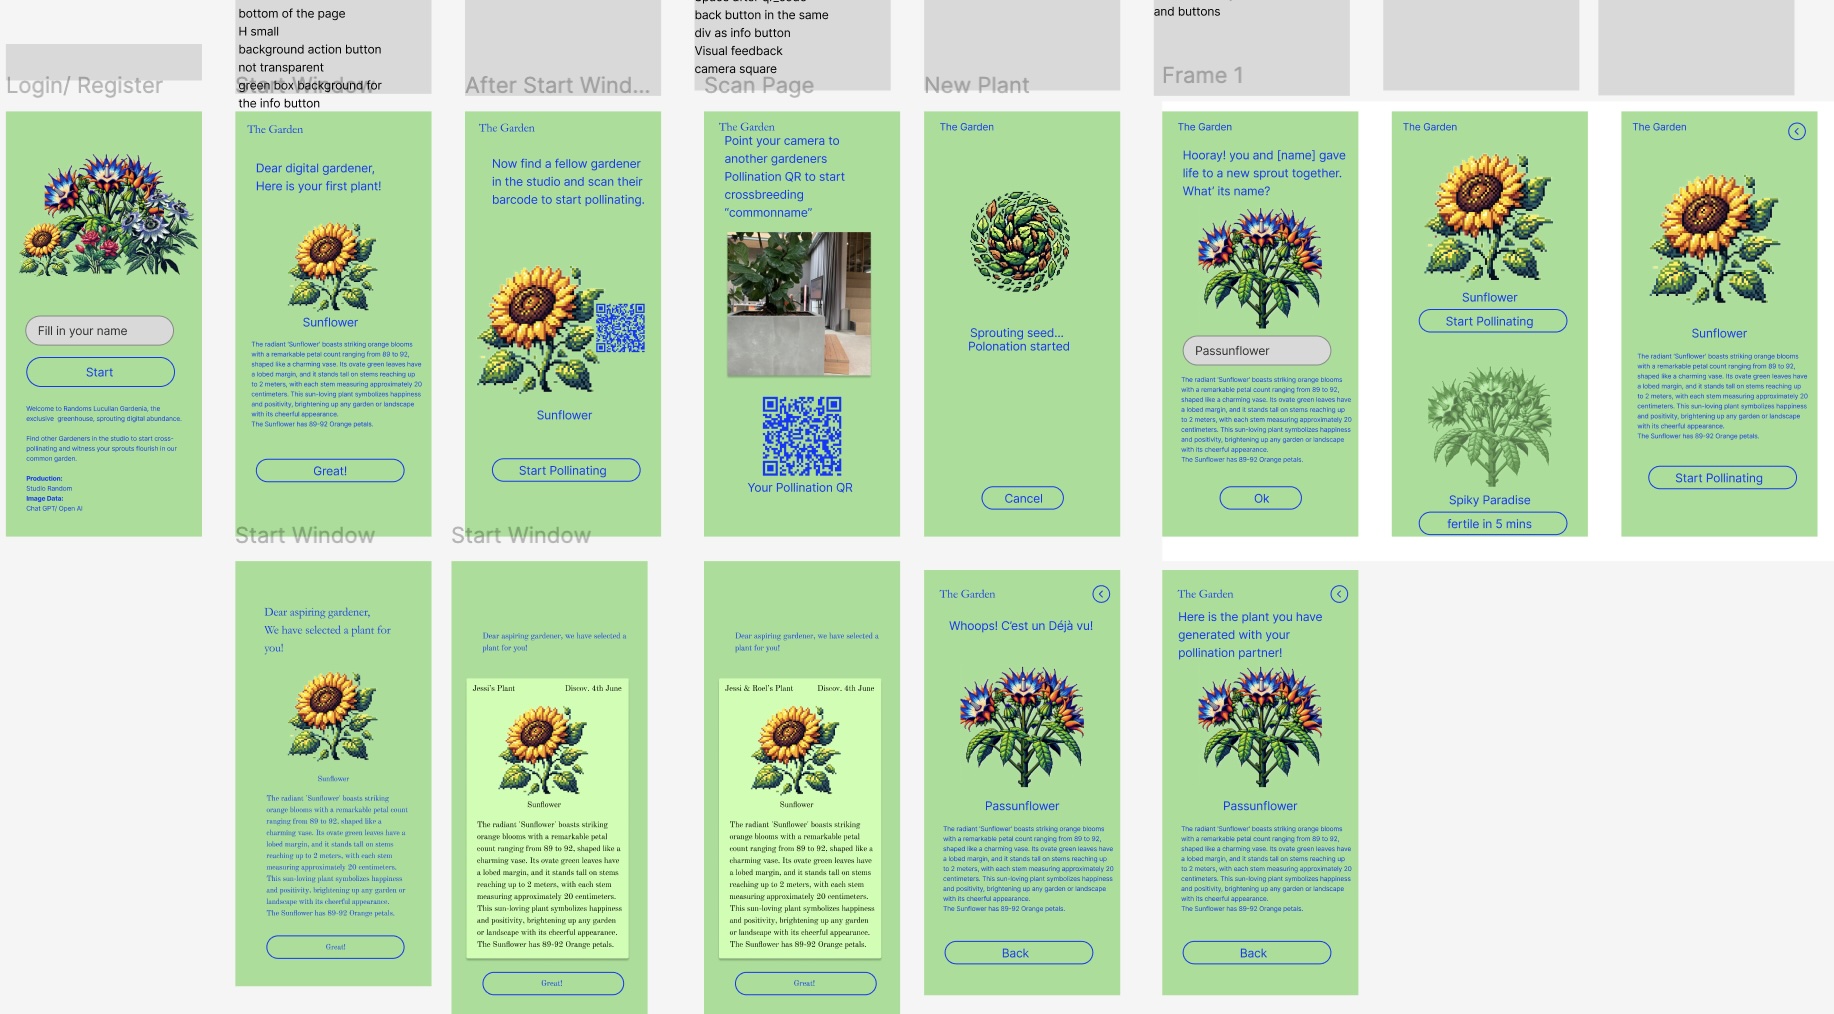 bottom of the page
H small
background action button
not transparent
green box background for
the info button
back button in the same
div as info button
Visual feedback
camera square
and buttons
Login/ Register
Start Window
After Start Wind...
Scan Page
New Plant
Frame 1
Fill in your name
Start
Welcome to Randoms Luculian Gardenia, the
exclusive greenhouse, sprouting digital abundance.
Find other Gardeners in the studio to start cross-
pollinating and witness your sprouts flourish in our
common garden.
Production:
Studio Random
Image Data:
Chat GPT/ Open AI
The Garden
Dear digital gardener,
Here is your first plant!
Sunflower
The radiant 'Sunflower' boasts striking orange blooms
with a remarkable petal count ranging from 89 to 92,
shaped like a charming vase. Its ovate green leaves have
a lobed margin, and it stands tall on stems reaching up
to 2 meters, with each stem measuring approximately 20
centimeters. This sun-loving plant symbolizes happiness
and positivity, brightening up any garden or landscape
with its cheerful appearance.
The Sunflower has 89-92 Orange petals.
Great!
The Garden
Now find a fellow gardener
in the studio and scan their
barcode to start pollinating.
Sunflower
Start Pollinating
The Garden
Point your camera to
another gardeners
Pollination QR to start
crossbreeding
“commonname”
Your Pollination QR
The Garden
Sprouting seed...
Polonation started
Cancel
The Garden
Hooray! you and [name] gave
life to a new sprout together.
What' its name?
Passunflower
The radiant 'Sunflower' boasts striking orange blooms
with a remarkable petal count ranging from 89 to 92,
shaped like a charming vase. Its ovate green leaves have
a lobed margin, and it stands tall on stems reaching up
to 2 meters, with each stem measuring approximately 20
centimeters. This sun-loving plant symbolizes happiness
and positivity, brightening up any garden or landscape
with its cheerful appearance.
The Sunflower has 89-92 Orange petals.
Ok
The Garden
Sunflower
Start Pollinating
Spiky Paradise
fertile in 5 mins
The Garden
Sunflower
The radiant 'Sunflower' boasts striking orange blooms
with a remarkable petal count ranging from 89 to 92,
shaped like a charming vase. Its ovate green leaves have
a lobed margin, and it stands tall on stems reaching up
to 2 meters, with each stem measuring approximately 20
centimeters. This sun-loving plant symbolizes happiness
and positivity, brightening up any garden or landscape
with its cheerful appearance.
The Sunflower has 89-92 Orange petals.
Start Pollinating
Start Window
Start Window
Dear aspiring gardener,
We have selected a plant for
you!
Sunflower
The radiant 'Sunflower' boasts striking
orange blooms with a remarkable petal count
ranging from 89 to 92, shaped like a
charming vase. Its ovate green leaves have a
lobed margin, and it stands tall on stems
reaching up to 2 meters, with each stem
measuring approximately 20 centimeters.
This sun-loving plant symbolizes happiness
and positivity, brightening up any garden or
landscape with its cheerful appearance.
The Sunflower has 89-92 Orange petals.
Great!
Dear aspiring gardener, we have selected a
plant for you!
Jessi's Plant
Discov. 4th June
Sunflower
The radiant 'Sunflower' boasts striking
orange blooms with a remarkable petal
count ranging from 89 to 92, shaped like a
charming vase. Its ovate green leaves have
a lobed margin, and it stands tall on stems
reaching up to 2 meters, with each stem
measuring approximately 20 centimeters.
This sun-loving plant symbolizes happiness
and positivity, brightening up any garden
or landscape with its cheerful appearance.
The Sunflower has 89-92 Orange petals.
Great!
Dear aspiring gardener, we have selected a
plant for you!
Jessi & Roel's Plant
Discov. 4th June
Sunflower
The radiant 'Sunflower' boasts striking
orange blooms with a remarkable petal
count ranging from 89 to 92, shaped like a
charming vase. Its ovate green leaves have
a lobed margin, and it stands tall on stems
reaching up to 2 meters, with each stem
measuring approximately 20 centimeters.
This sun-loving plant symbolizes happiness
and positivity, brightening up any garden
or landscape with its cheerful appearance.
The Sunflower has 89-92 Orange petals.
Great!
The Garden
Whoops! C'est un Déjà vu!
Passunflower
The radiant 'Sunflower' boasts striking orange blooms
with a remarkable petal count ranging from 89 to 92,
shaped like a charming vase. Its ovate green leaves have
a lobed margin, and it stands tall on stems reaching up
to 2 meters, with each stem measuring approximately 20
centimeters. This sun-loving plant symbolizes happiness
and positivity, brightening up any garden or landscape
with its cheerful appearance.
The Sunflower has 89-92 Orange petals.
Back
The Garden
Here is the plant you have
generated with your
pollination partner!
Passunflower
The radiant 'Sunflower' boasts striking orange blooms
with a remarkable petal count ranging from 89 to 92,
shaped like a charming vase. Its ovate green leaves have
a lobed margin, and it stands tall on stems reaching up
to 2 meters, with each stem measuring approximately 20
centimeters. This sun-loving plant symbolizes happiness
and positivity, brightening up any garden or landscape
with its cheerful appearance.
The Sunflower has 89-92 Orange petals.
Back